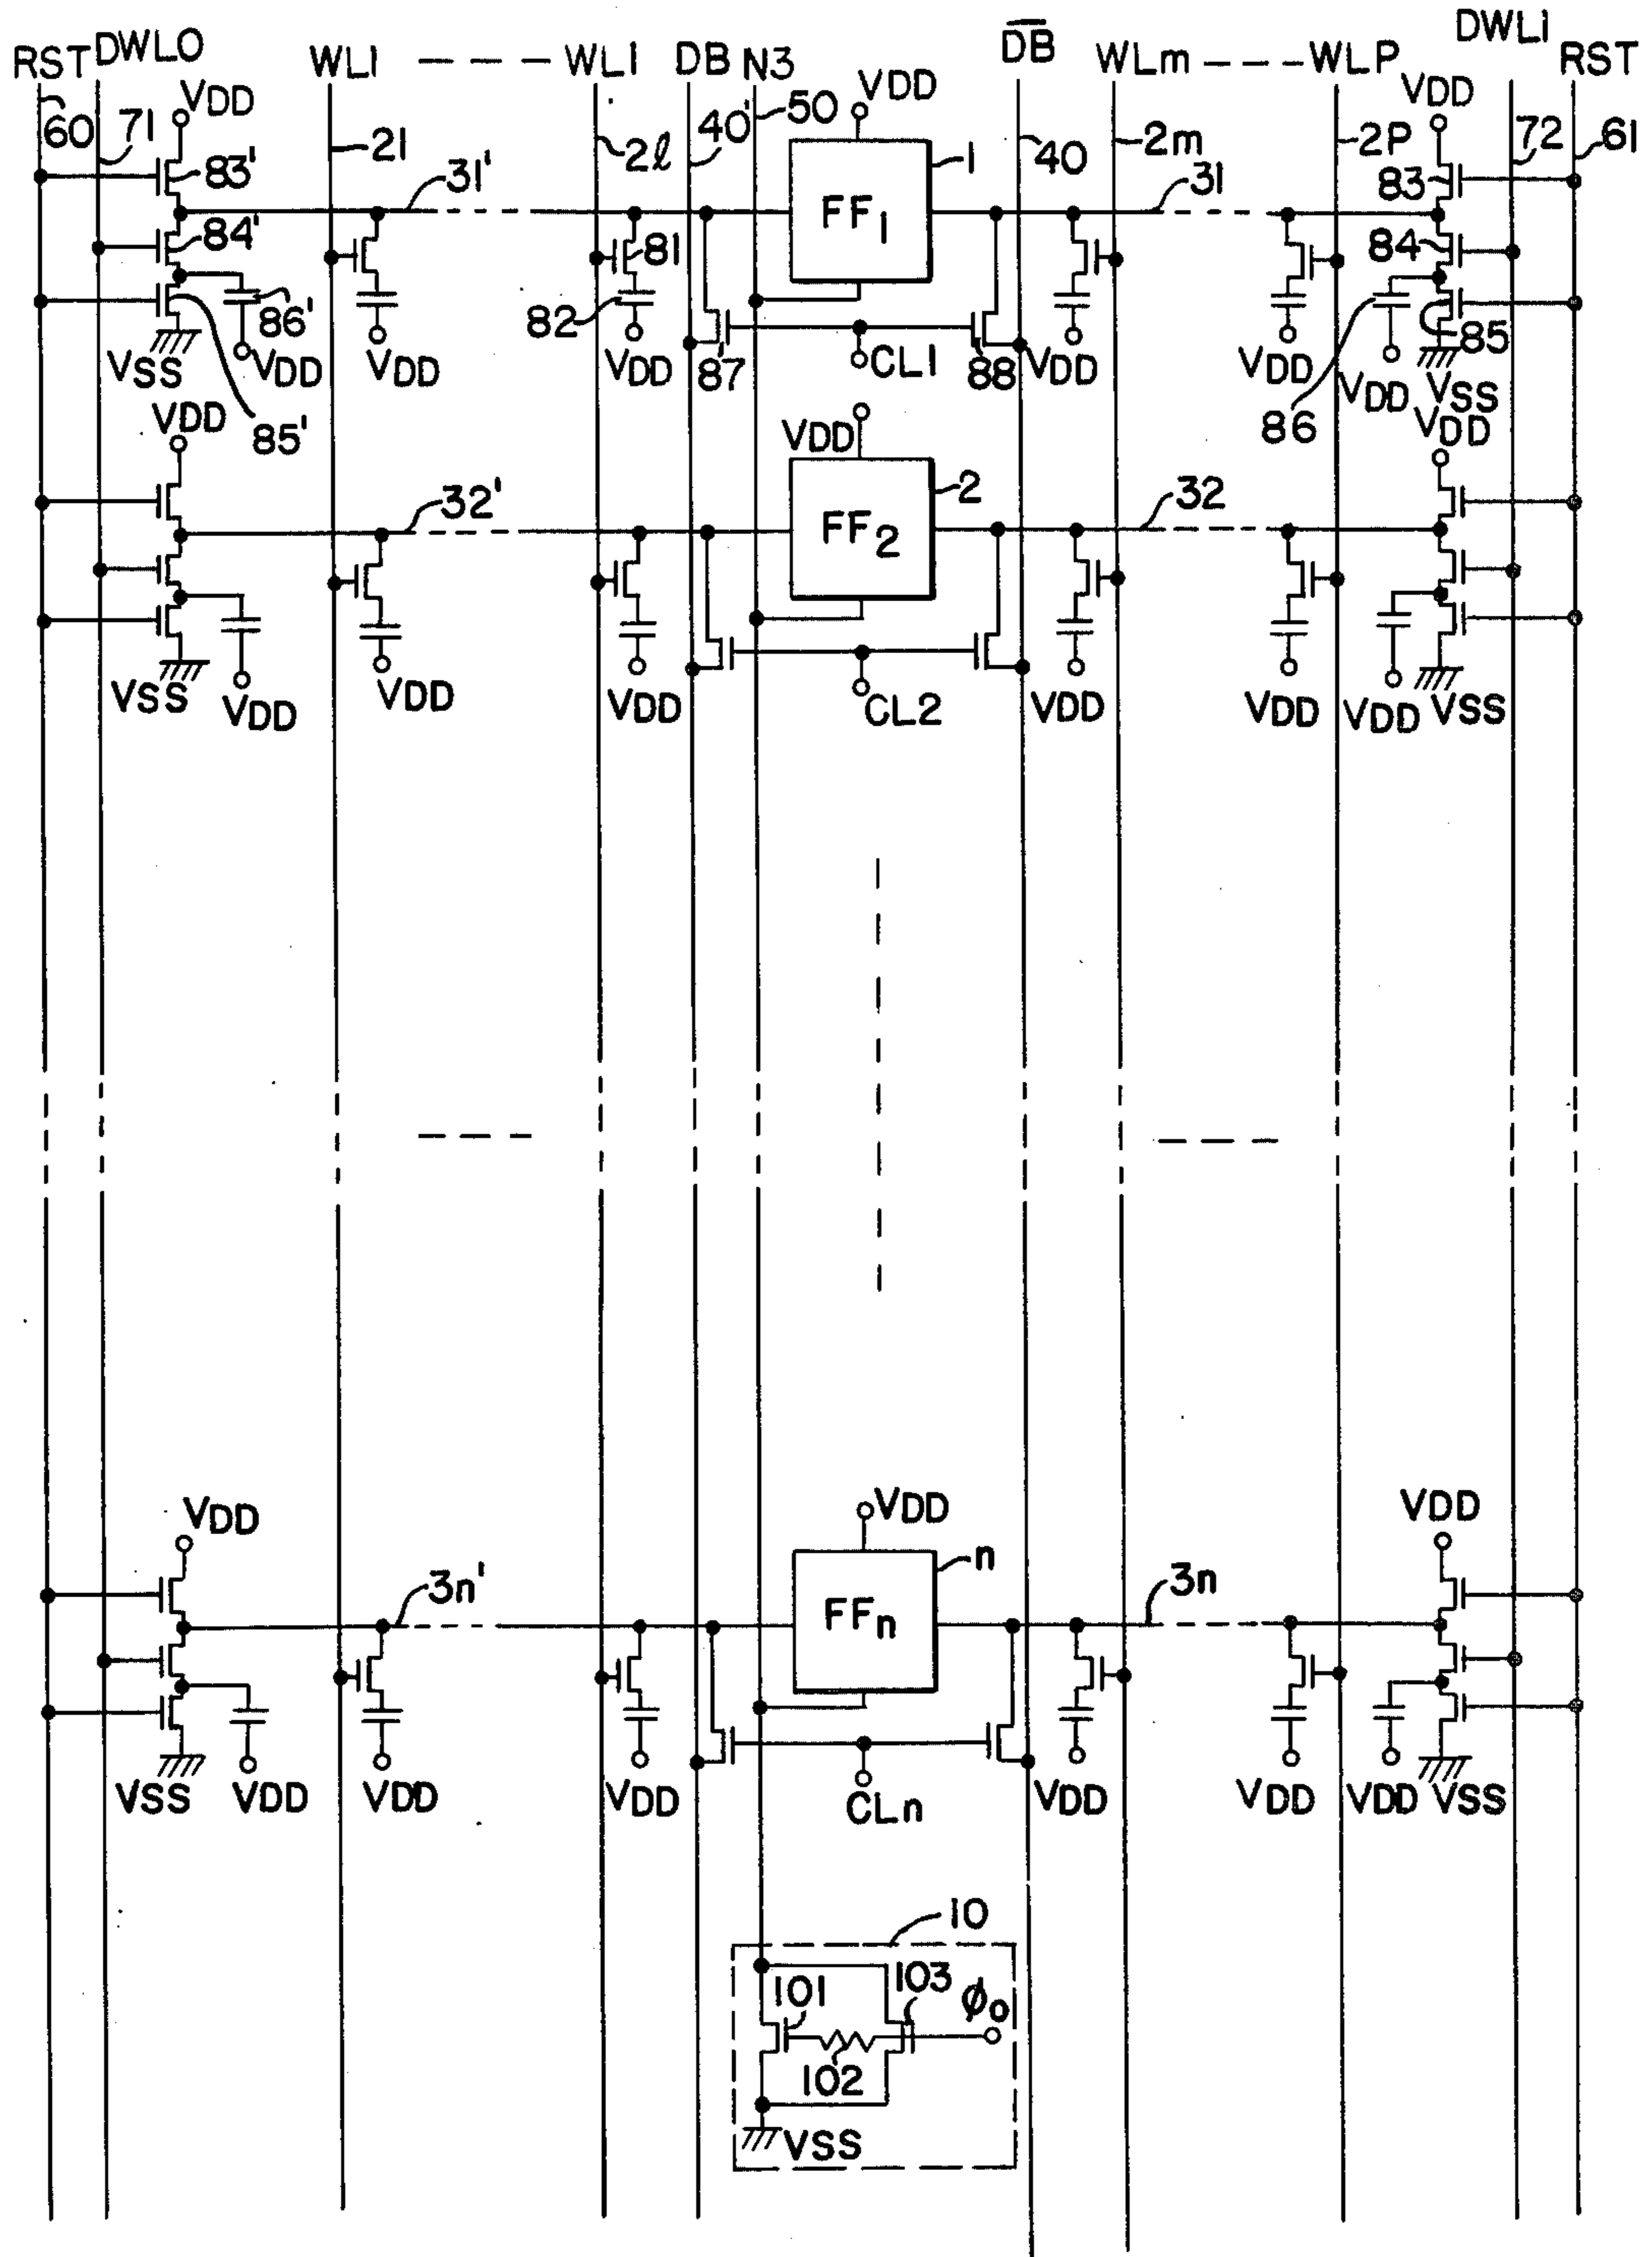 RST DWL0 WL1 --- WL1 DB N3 DB WLm --- WLP DWL1 RST
60 71 VDD 21 2ℓ 40' 50 VDD 40 2m 2P VDD 72 61
83' 31' 1 31 83
FF1
84' 81 84
86' 82 85
VSS VDD VDD VDD 87 CL1 88 VDD VDD VDD VSS
85' 86
VDD VDD VDD
32' 2 32
FF2
VSS VDD VDD VDD CL2 VDD VDD VDD VSS
VDD VDD VDD
3n' n 3n
FFn
VSS VDD VDD VDD CLn VDD VDD VDD VSS
10
101 103 φ0
102
VSS